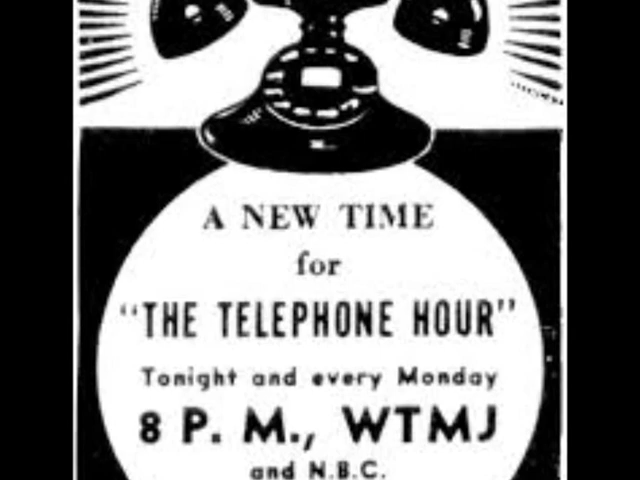 A NEW TIME
for
"THE TELEPHONE HOUR"
Tonight and every Monday
8 P. M., WTMJ
and N.B.C.